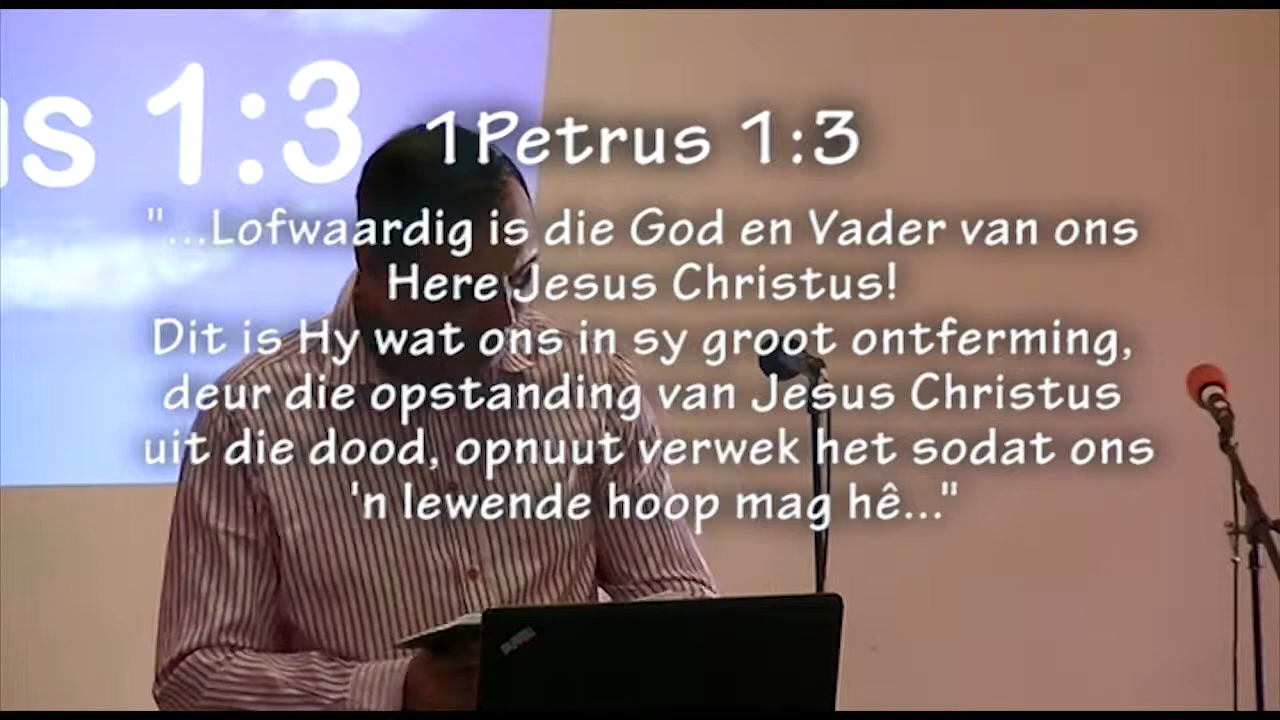 us 1:3
1Petrus 1:3
"...Lofwaardig is die God en Vader van ons
Here Jesus Christus!
Dit is Hy wat ons in sy groot ontferming,
deur die opstanding van Jesus Christus
uit die dood, opnuut verwek het sodat ons
'n lewende hoop mag hê..."